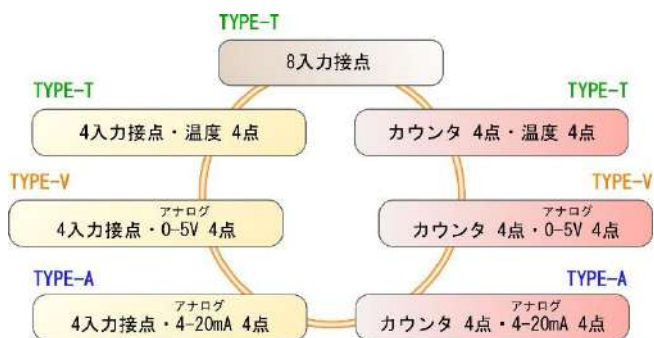 TYPE-T
8入力接点
TYPE-T
4入力接点・温度 4点
TYPE-T
カウンタ 4点・温度 4点
TYPE-V
アナログ
4入力接点・0-5V 4点
TYPE-V
アナログ
カウンタ 4点・0-5V 4点
TYPE-A
アナログ
4入力接点・4-20mA 4点
TYPE-A
アナログ
カウンタ 4点・4-20mA 4点